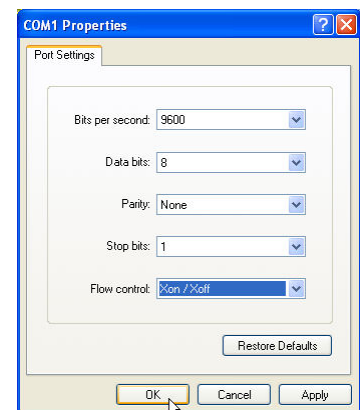 COM1 Properties
Port Settings
Bits per second: 9600
Data bits: 8
Parity: None
Stop bits: 1
Flow control: Xon / Xoff
Restore Defaults
OK Cancel Apply